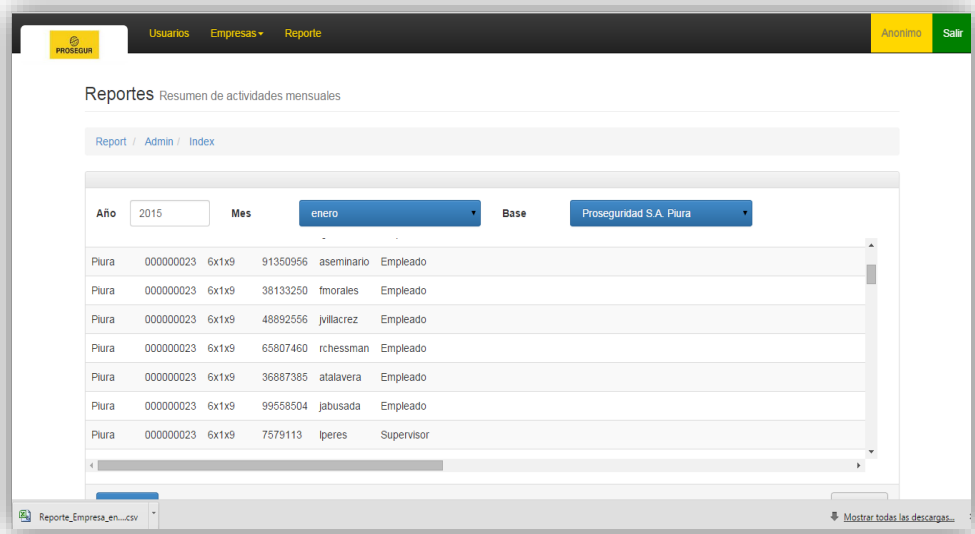 PROSEGUR
Usuarios Empresas Reporte Anonimo Salir
Reportes Resumen de actividades mensuales
Report / Admin / Index
Año 2015 Mes enero Base Proseguridad S.A. Piura
Piura 000000023 6x1x9 91350956 aseminario Empleado
Piura 000000023 6x1x9 38133250 fmorales Empleado
Piura 000000023 6x1x9 48892556 jvillacrez Empleado
Piura 000000023 6x1x9 65807460 rchessman Empleado
Piura 000000023 6x1x9 36887385 atalavera Empleado
Piura 000000023 6x1x9 99558504 jabusada Empleado
Piura 000000023 6x1x9 7579113 lperes Supervisor
Reporte_Empresa_en....csv Mostrar todas las descargas...